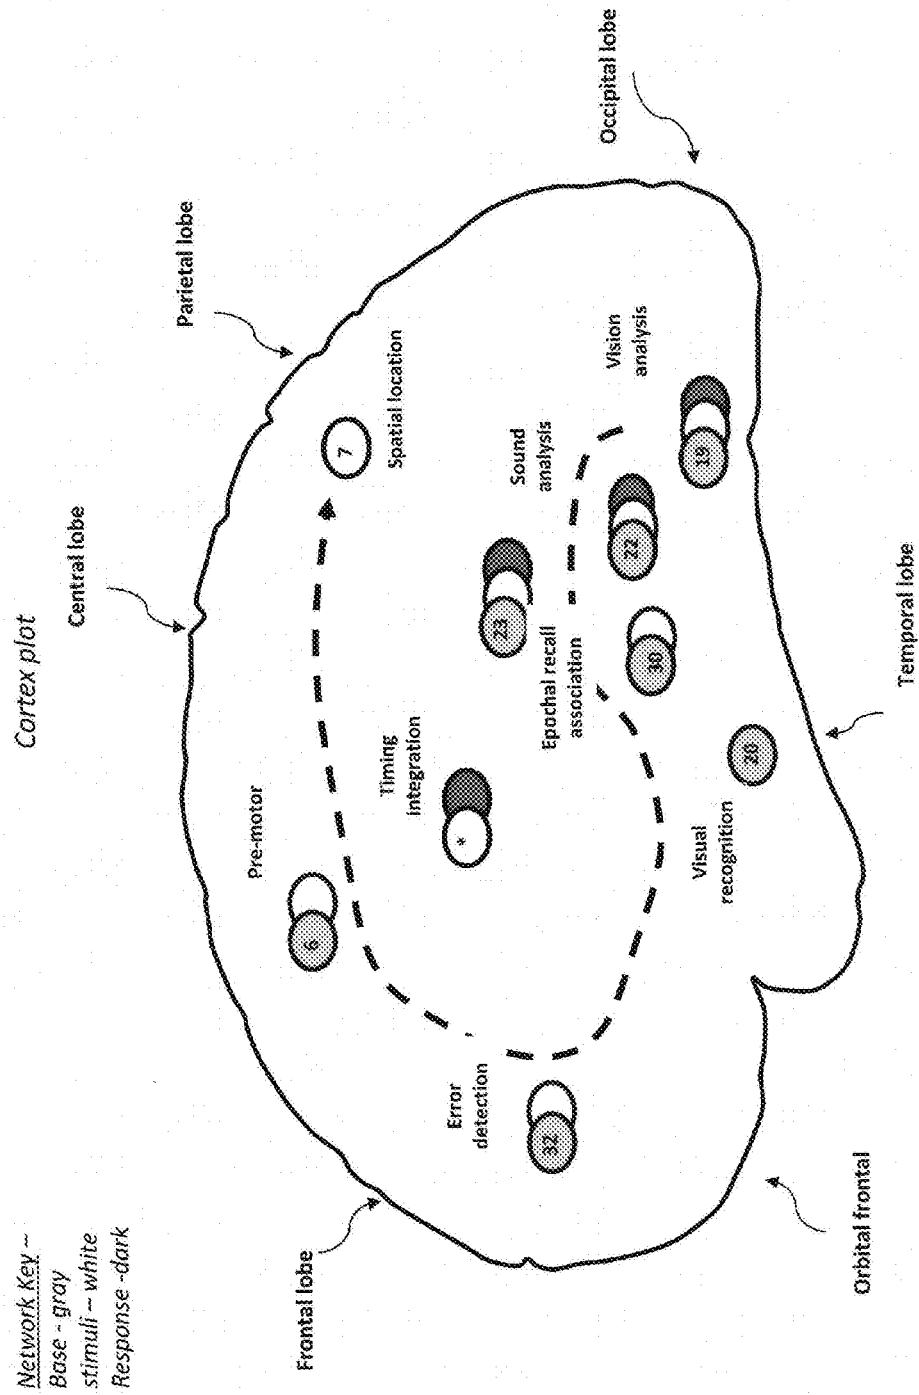 Network Key –
Base - gray
stimuli – white
Response -dark
Cortex plot
Central lobe
Parietal lobe
Frontal lobe
Pre-motor
6
7
Spatial location
Timing
integration
*
Error
detection
32
Sound
analysis
23
Epochal recall
association
Vision
analysis
Occipital lobe
22
30
19
Visual
recognition
20
Orbital frontal
Temporal lobe